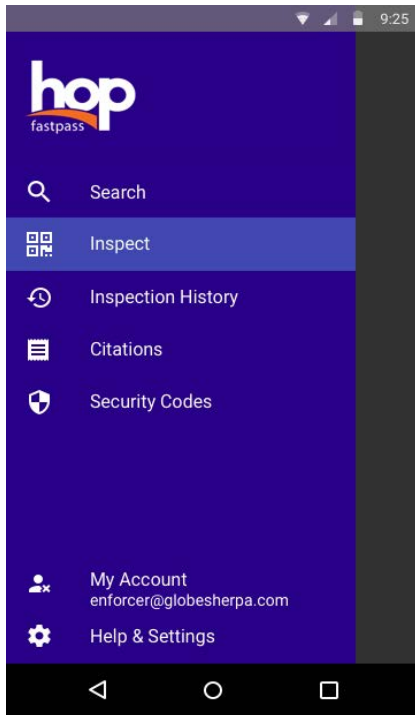 9:25
hop
fastpass
Search
Inspect
Inspection History
Citations
Security Codes
My Account
enforcer@globesherpa.com
Help & Settings